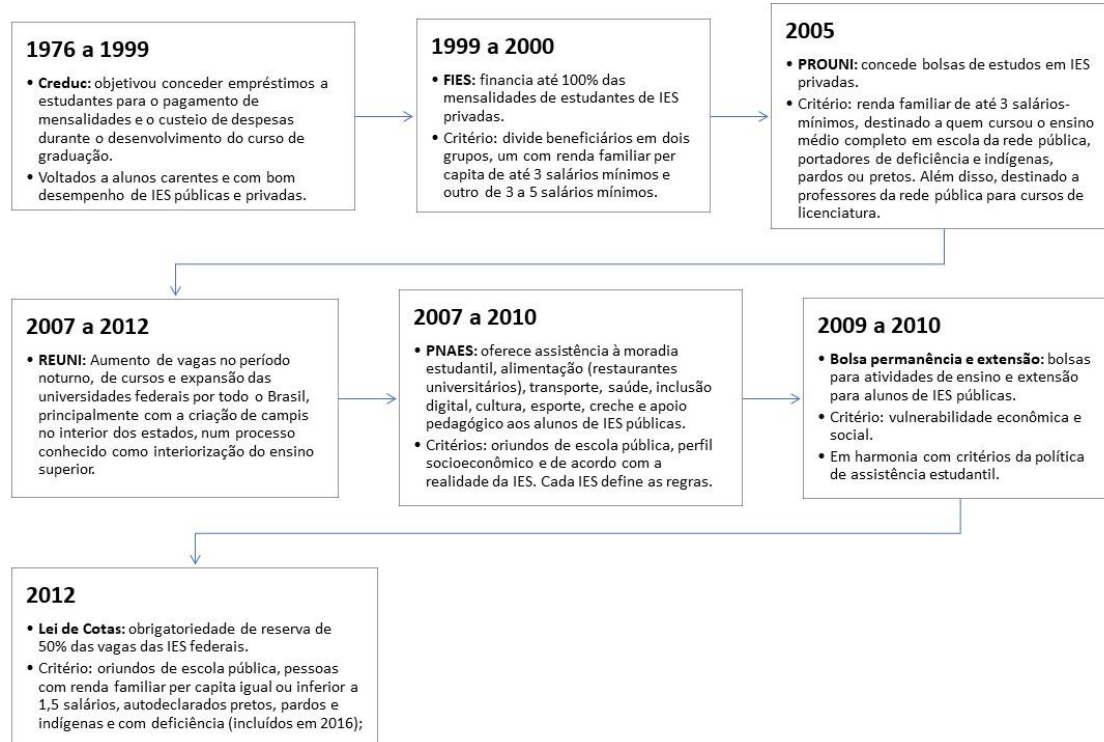 1976 a 1999
• Creduc: objetivou conceder empréstimos a
estudantes para o pagamento de
mensalidades e o custeio de despesas
durante o desenvolvimento do curso de
graduação.
• Voltados a alunos carentes e com bom
desempenho de IES públicas e privadas.
1999 a 2000
• FIES: financia até 100% das
mensalidades de estudantes de IES
privadas.
• Critério: divide beneficiários em dois
grupos, um com renda familiar per
capita de até 3 salários mínimos e
outro de 3 a 5 salários mínimos.
2005
• PROUNI: concede bolsas de estudos em IES
privadas.
• Critério: renda familiar de até 3 salários-
mínimos, destinado a quem cursou o ensino
médio completo em escola da rede pública,
portadores de deficiência e indígenas,
pardos ou pretos. Além disso, destinado a
professores da rede pública para cursos de
licenciatura.
2007 a 2012
• REUNI: Aumento de vagas no período
noturno, de cursos e expansão das
universidades federais por todo o Brasil,
principalmente com a criação de campis
no interior dos estados, num processo
conhecido como interiorização do ensino
superior.
2007 a 2010
• PNAES: oferece assistência à moradia
estudantil, alimentação (restaurantes
universitários), transporte, saúde, inclusão
digital, cultura, esporte, creche e apoio
pedagógico aos alunos de IES públicas.
• Critérios: oriundos de escola pública, perfil
socioeconômico e de acordo com a
realidade da IES. Cada IES define as regras.
2009 a 2010
• Bolsa permanência e extensão: bolsas
para atividades de ensino e extensão
para alunos de IES públicas.
• Critério: vulnerabilidade econômica e
social.
• Em harmonia com critérios da política
de assistência estudantil.
2012
• Lei de Cotas: obrigatoriedade de reserva de
50% das vagas das IES federais.
• Critério: oriundos de escola pública, pessoas
com renda familiar per capita igual ou inferior a
1,5 salários, autodeclarados pretos, pardos e
indígenas e com deficiência (incluídos em 2016);